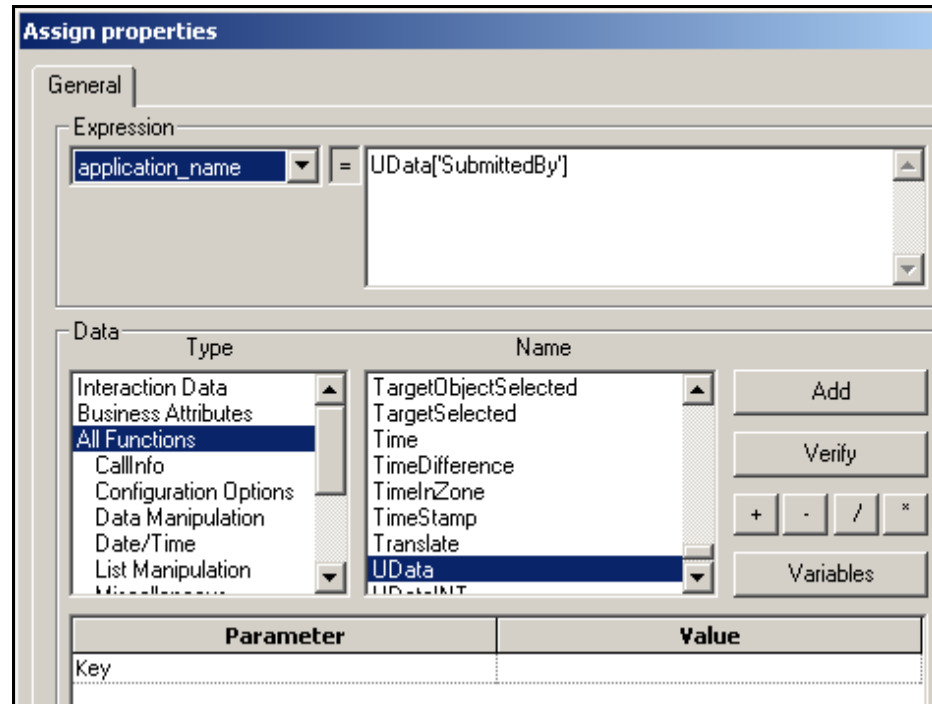 Assign properties
General
Expression
application_name = UData['SubmittedBy']
Data
Type Name
Interaction Data
Business Attributes
All Functions
CallInfo
Configuration Options
Data Manipulation
Date/Time
List Manipulation
Miscellaneous
TargetObjectSelected
TargetSelected
Time
TimeDifference
TimeInZone
TimeStamp
Translate
UData
UDataINT
Add
Verify
+ - / *
Variables
Parameter Value
Key